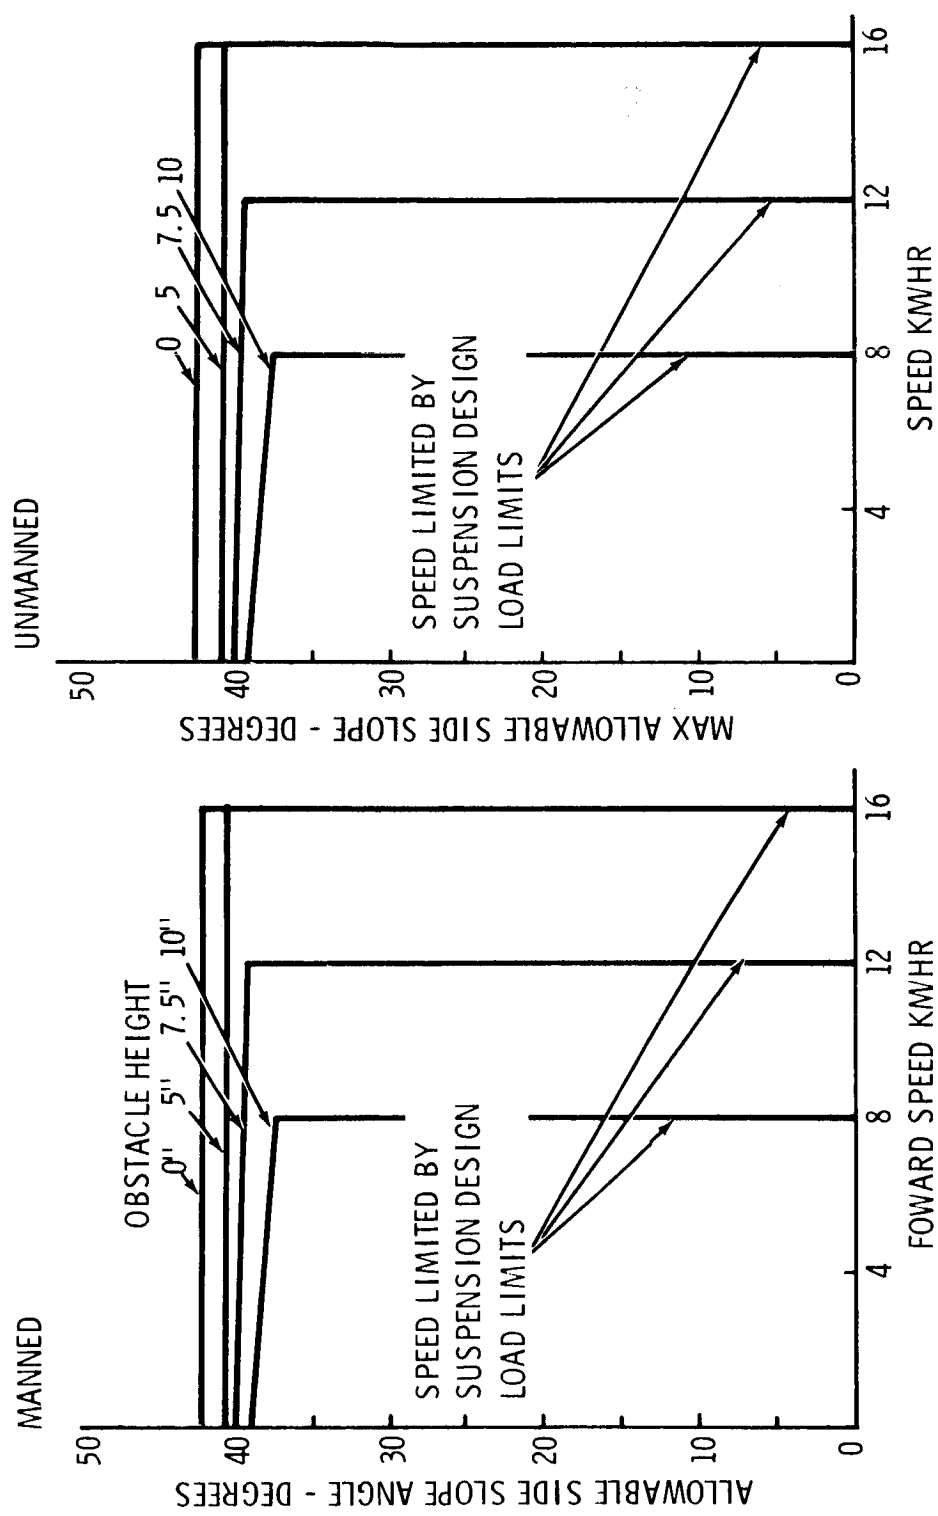 MANNED
OBSTACLE HEIGHT
0" 5" 7.5" 10"
50
40
30
20
10
0
ALLOWABLE SIDE SLOPE ANGLE - DEGREES
SPEED LIMITED BY
SUSPENSION DESIGN
LOAD LIMITS
4 8 12 16
FOWARD SPEED KM/HR
UNMANNED
0 5 7.5 10
50
40
30
20
10
0
MAX ALLOWABLE SIDE SLOPE - DEGREES
SPEED LIMITED BY
SUSPENSION DESIGN
LOAD LIMITS
4 8 12 16
SPEED KM/HR